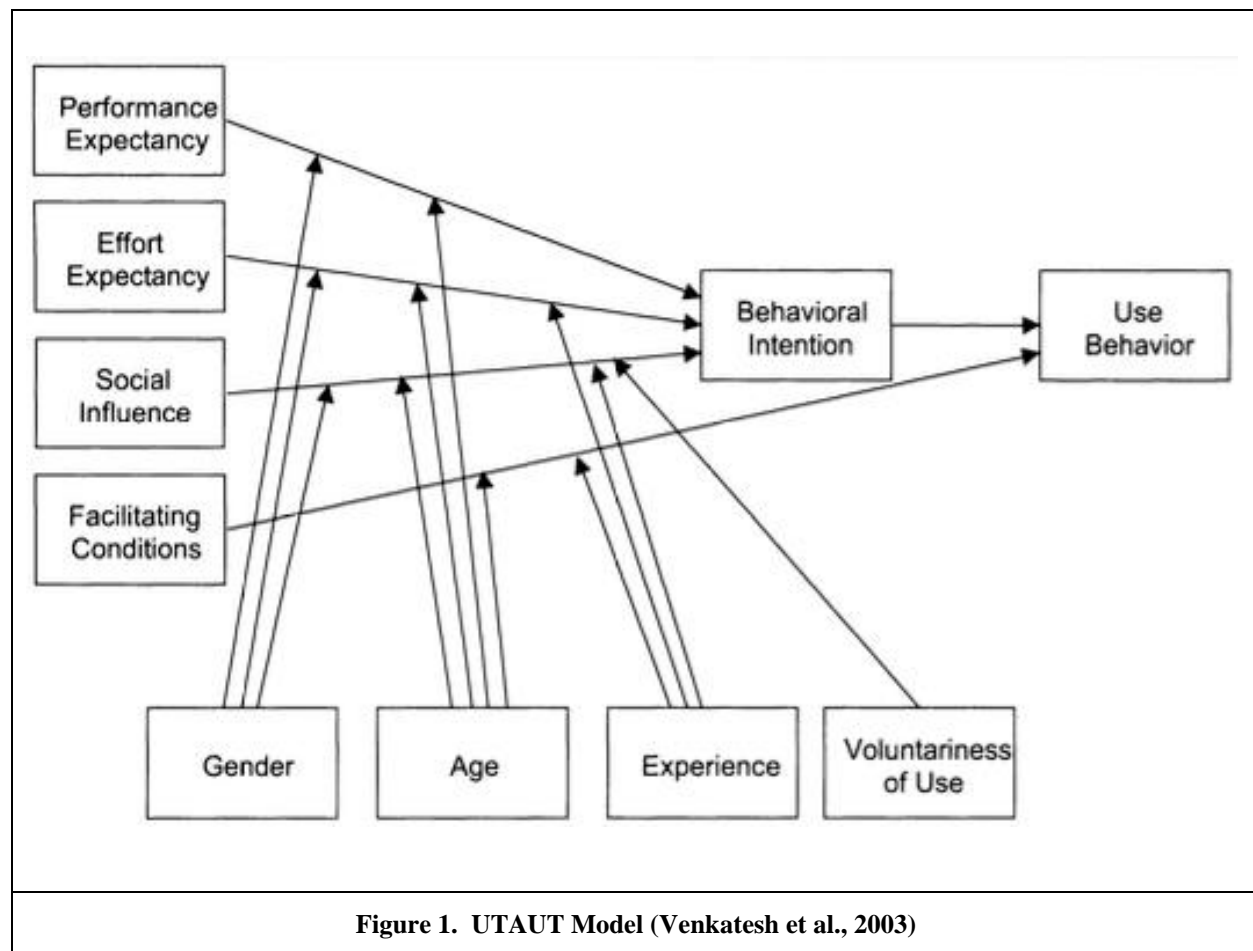 Performance
Expectancy
Effort
Expectancy
Social
Influence
Facilitating
Conditions
Behavioral
Intention
Use
Behavior
Gender
Age
Experience
Voluntariness
of Use
Figure 1.  UTAUT Model (Venkatesh et al., 2003)